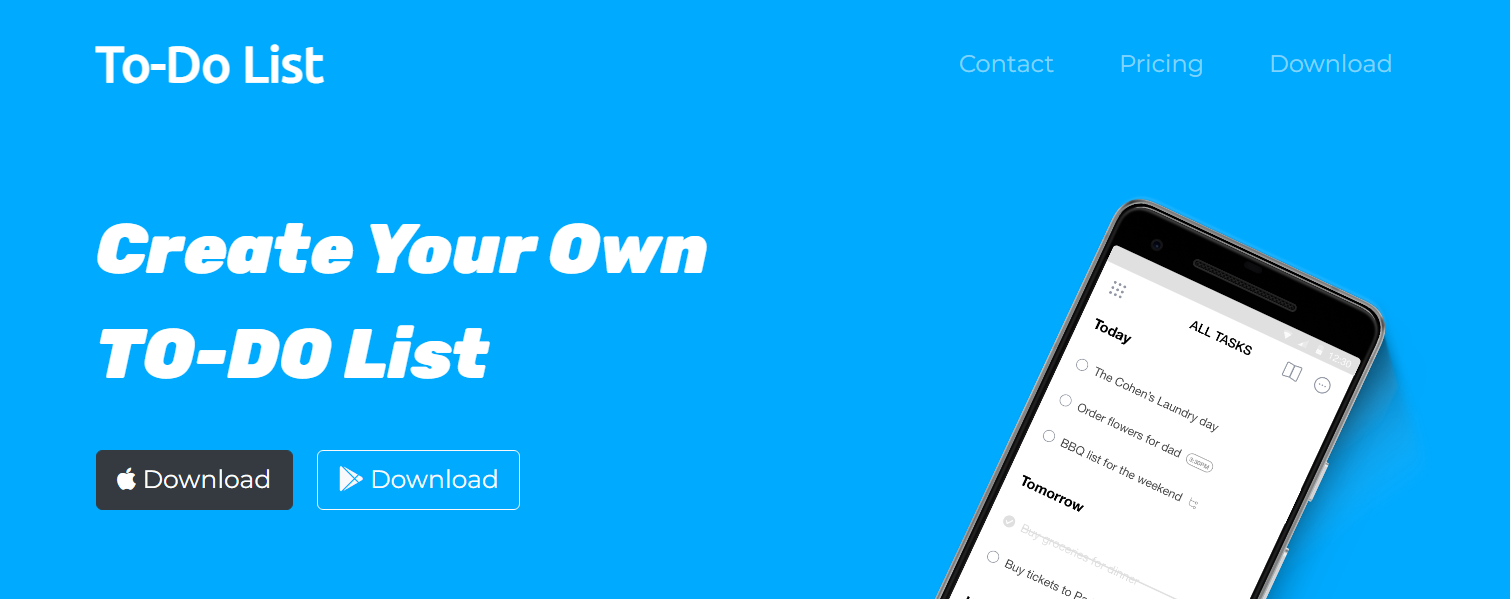 To-Do List
Contact
Pricing
Download
Create Your Own
TO-DO List
Download
Download
12:30
ALL TASKS
Today
The Cohen's Laundry day
Order flowers for dad
3:30PM
BBQ list for the weekend
Tomorrow
Buy groceries for dinner
Buy tickets to